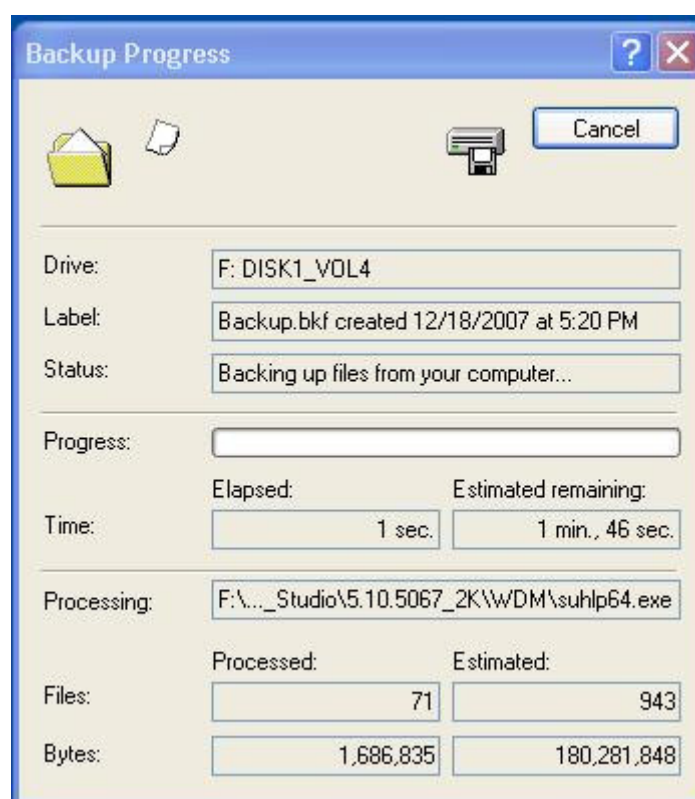 Backup Progress
Cancel
Drive: F: DISK1_VOL4
Label: Backup.bkf created 12/18/2007 at 5:20 PM
Status: Backing up files from your computer...
Progress:
Elapsed: Estimated remaining:
Time: 1 sec. 1 min., 46 sec.
Processing: F:\..._Studio\5.10.5067_2K\WDM\suhlp64.exe
Processed: Estimated:
Files: 71 943
Bytes: 1,686,835 180,281,848